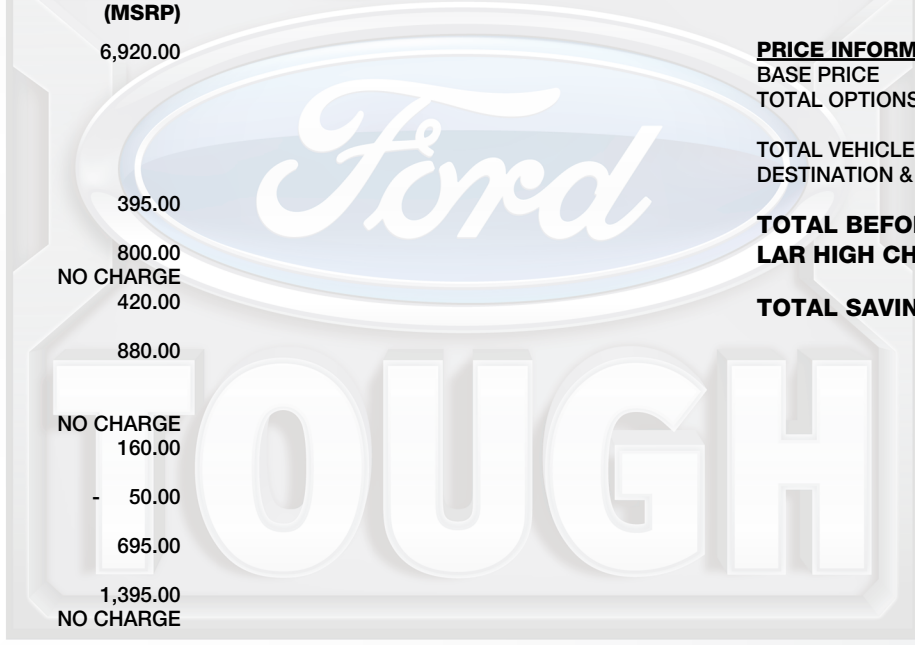 (MSRP)
6,920.00
395.00
800.00
NO CHARGE
420.00
880.00
NO CHARGE
160.00
- 50.00
695.00
1,395.00
NO CHARGE
PRICE INFORM
BASE PRICE
TOTAL OPTIONS
TOTAL VEHICLE
DESTINATION &
TOTAL BEFO
LAR HIGH CH
TOTAL SAVIN
Ford
TOUGH